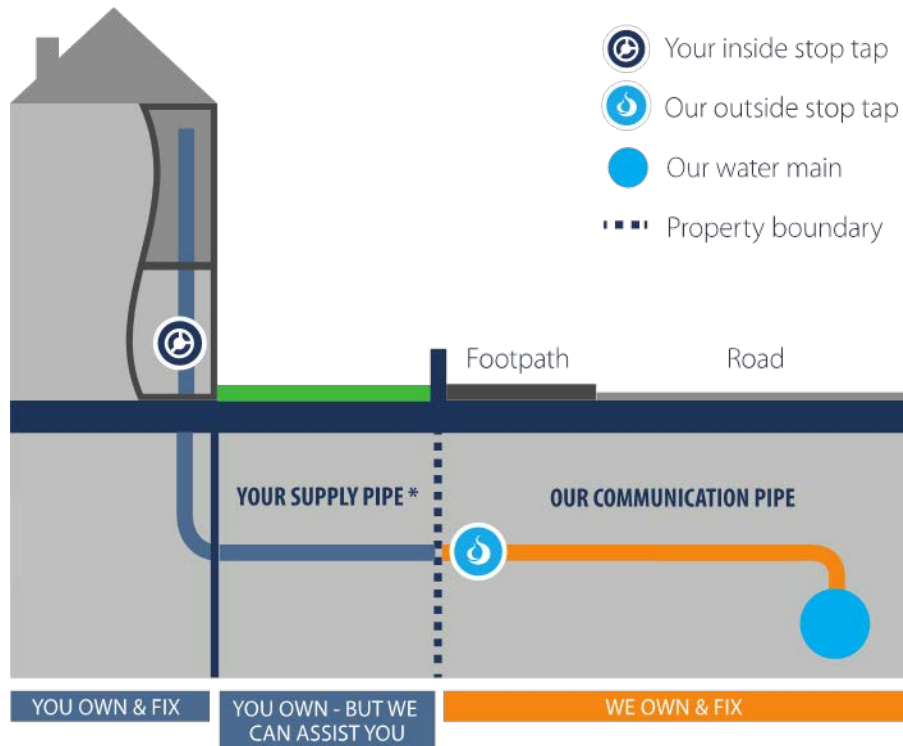 Your inside stop tap
Our outside stop tap
Our water main
Property boundary
Footpath
Road
YOUR SUPPLY PIPE *
OUR COMMUNICATION PIPE
YOU OWN & FIX
YOU OWN - BUT WE
CAN ASSIST YOU
WE OWN & FIX